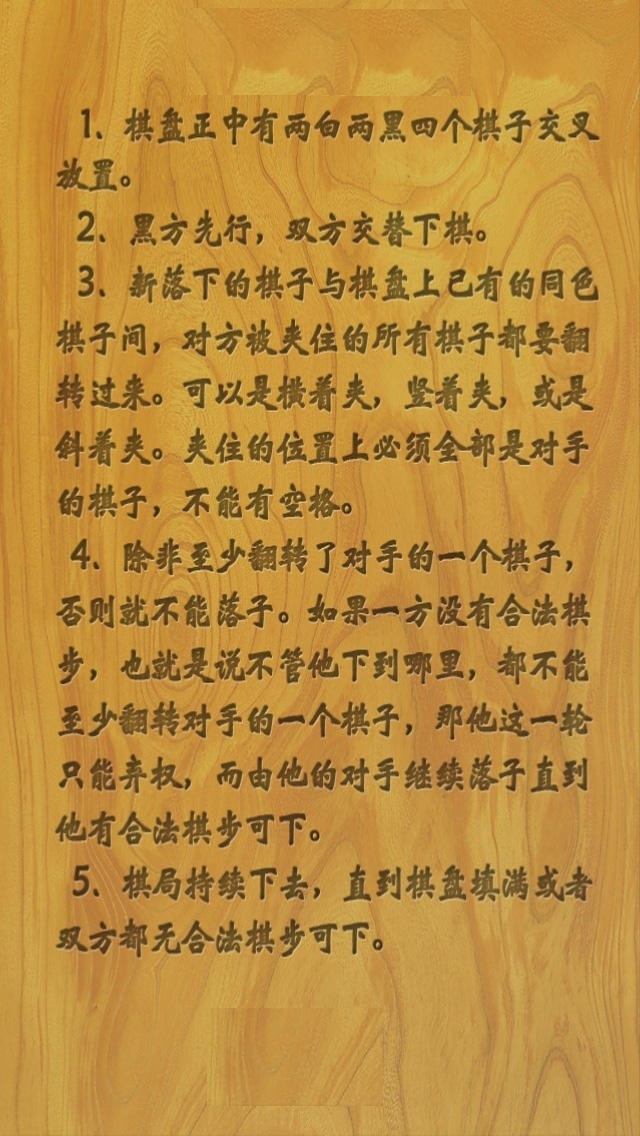 1、棋盘正中有两白两黑四个棋子交叉
放置。
2、黑方先行，双方交替下棋。
3、新落下的棋子与棋盘上已有的同色
棋子间，对方被夹住的所有棋子都要翻
转过来。可以是横着夹，竖着夹，或是
斜着夹。夹住的位置上必须全部是对手
的棋子，不能有空格。
4、除非至少翻转了对手的一个棋子，
否则就不能落子。如果一方没有合法棋
步，也就是说不管他下到哪里，都不能
至少翻转对手的一个棋子，那他这一轮
只能弃权，而由他的对手继续落子直到
他有合法棋步可下。
5、棋局持续下去，直到棋盘填满或者
双方都无合法棋步可下。